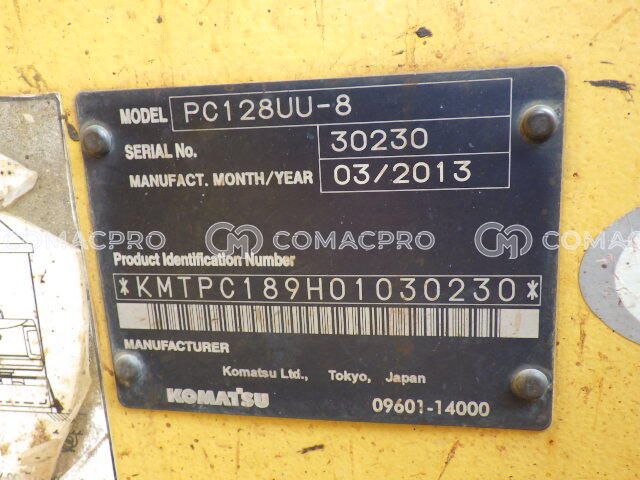 MODEL PC128UU-8
SERIAL No. 30230
MANUFACT. MONTH/YEAR 03/2013
COMACPRO COMACPRO COMACPRO
Product Identification Number
*KMTPC189H01030230*
MANUFACTURER
Komatsu Ltd., Tokyo, Japan
KOMATSU 09601-14000